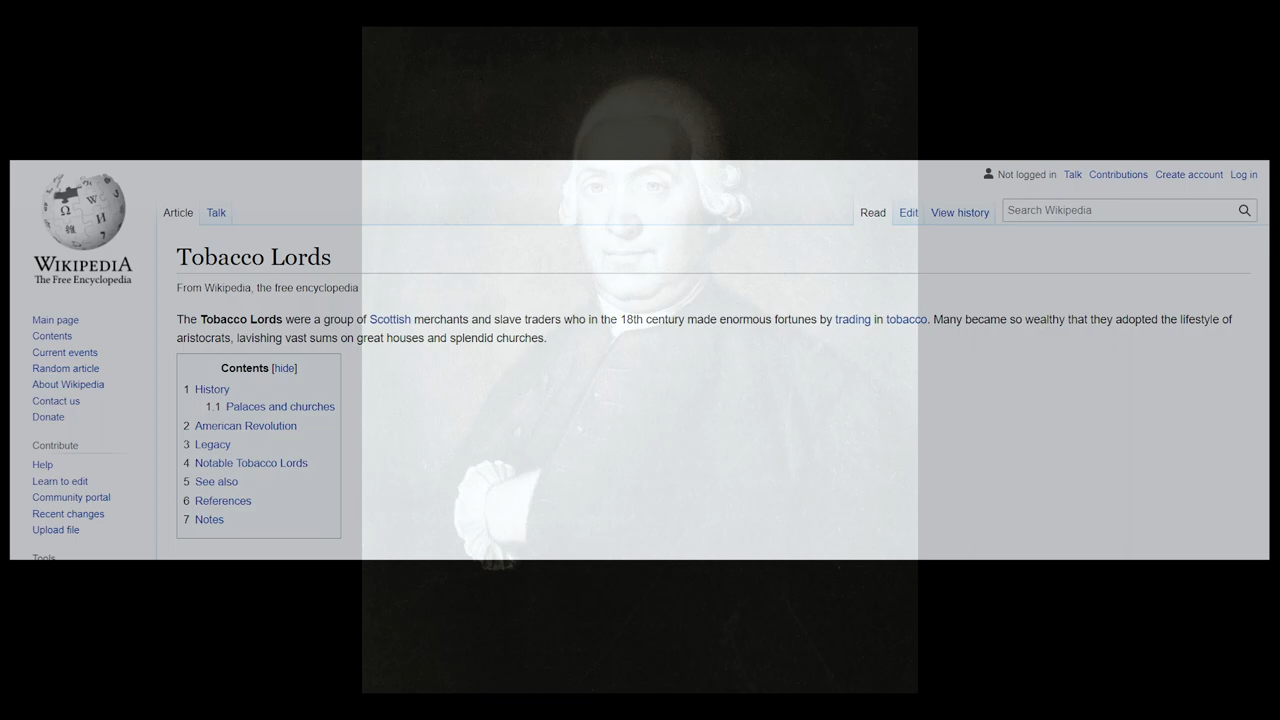 Not logged in Talk Contributions Create account Log in
Article Talk Read Edit View history Search Wikipedia
WIKIPEDIA
The Free Encyclopedia
Tobacco Lords
From Wikipedia, the free encyclopedia
The Tobacco Lords were a group of Scottish merchants and slave traders who in the 18th century made enormous fortunes by trading in tobacco. Many became so wealthy that they adopted the lifestyle of
aristocrats, lavishing vast sums on great houses and splendid churches.
Main page
Contents
Current events
Random article
About Wikipedia
Contact us
Donate
Contribute
Help
Learn to edit
Community portal
Recent changes
Upload file
Tools
Contents [hide]
1 History
1.1 Palaces and churches
2 American Revolution
3 Legacy
4 Notable Tobacco Lords
5 See also
6 References
7 Notes